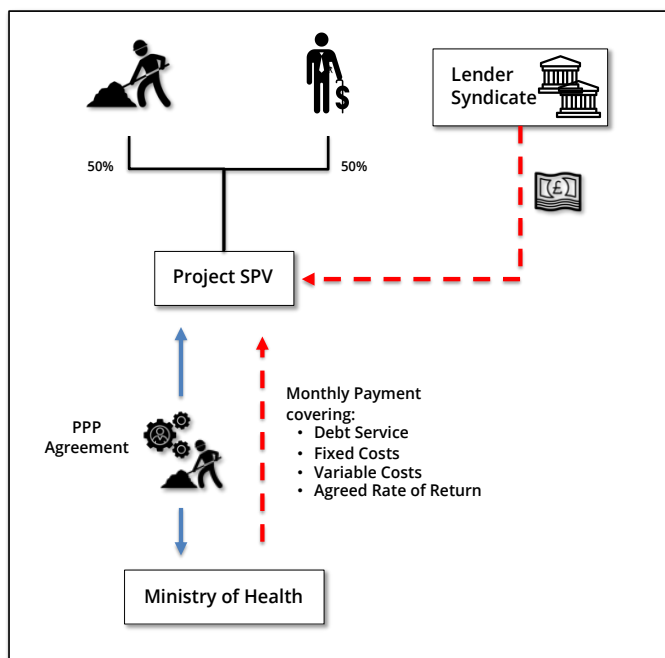 Lender
Syndicate
$
50%
50%
£
Project SPV
PPP
Agreement
Monthly Payment
covering:
• Debt Service
• Fixed Costs
• Variable Costs
• Agreed Rate of Return
Ministry of Health